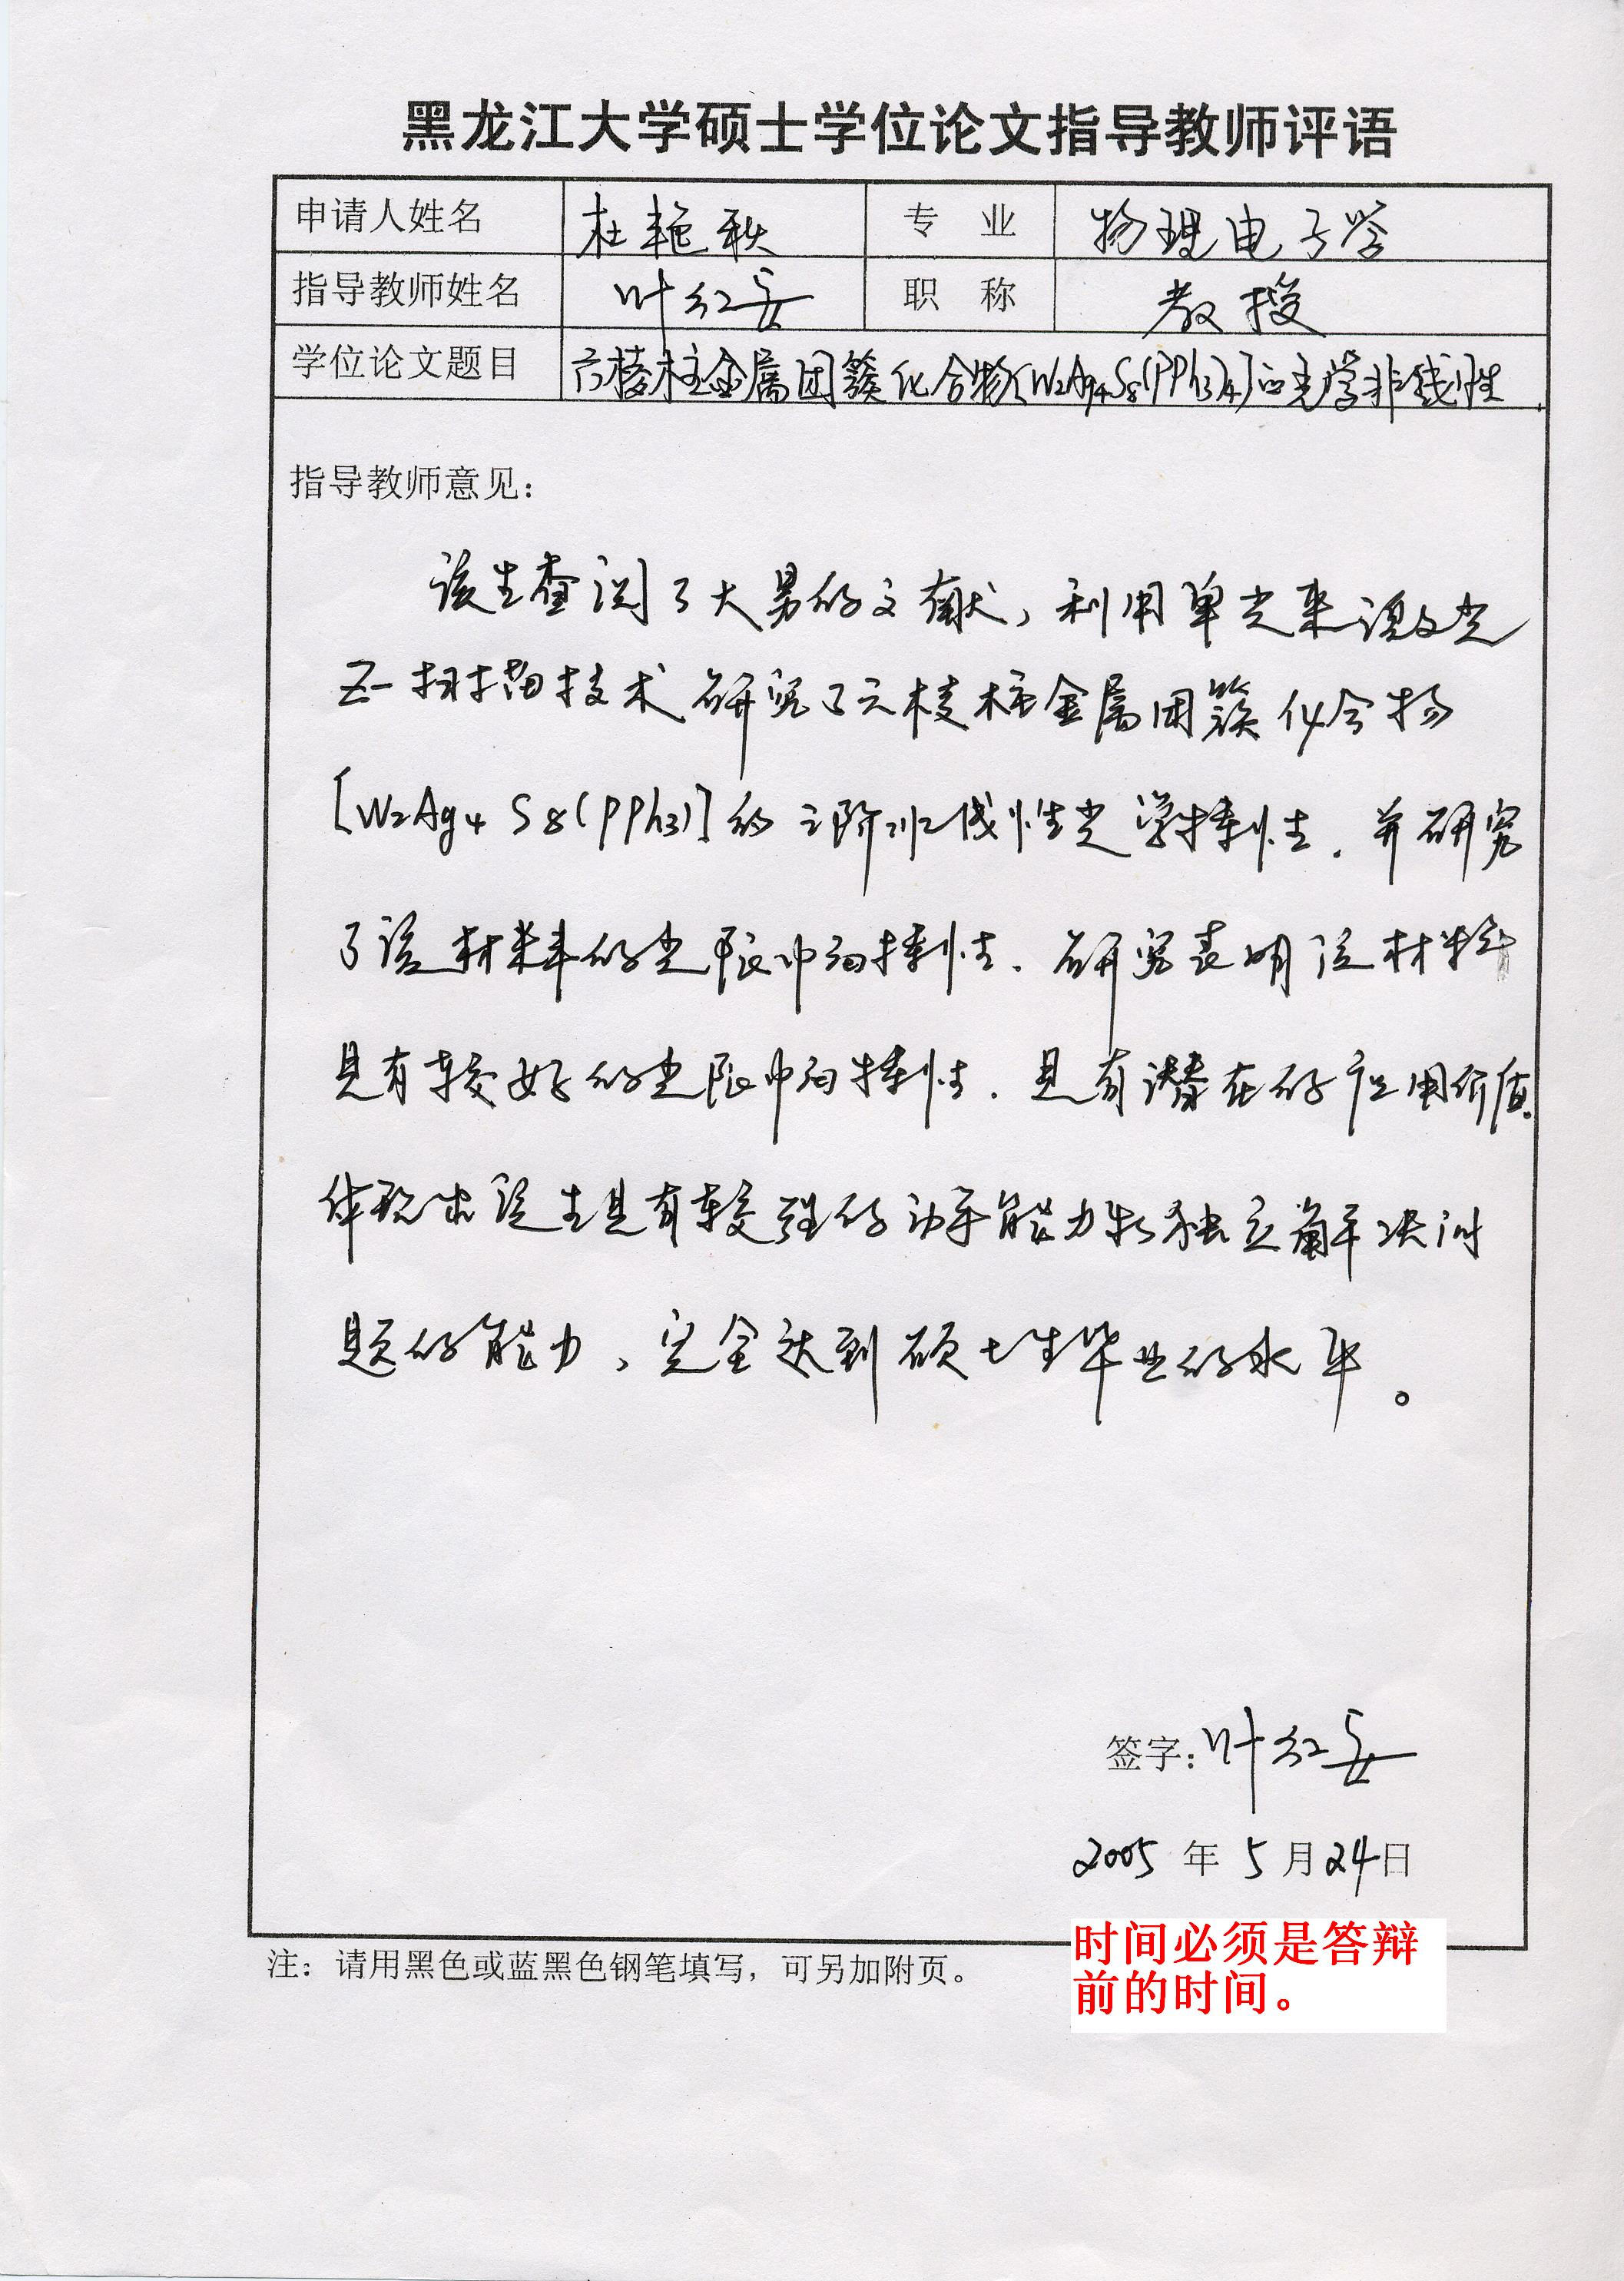 黑龙江大学硕士学位论文指导教师评语
申请人姓名 杜艳秋 专 业 物理电子学
指导教师姓名 叶红安 职 称 教授
学位论文题目 六棱柱金属团簇化合物[W2Ag4S8(PPh3)4]的光学非线性
指导教师意见：
该生查阅了大量的文献，利用单光束激光
Z-扫描技术研究了六棱柱金属团簇化合物
[W2Ag4S8(PPh3)]的三阶非线性光学特性．并研究
了该材料的光限幅特性．研究表明该材料
具有较好的光限幅特性．具有潜在的应用价值．
体现出该生具有较强的动手能力和独立解决问
题的能力、完全达到硕士生毕业的水平。
签字：叶红安
2005 年 5 月 24 日
时间必须是答辩
前的时间。
注：请用黑色或蓝黑色钢笔填写，可另加附页。